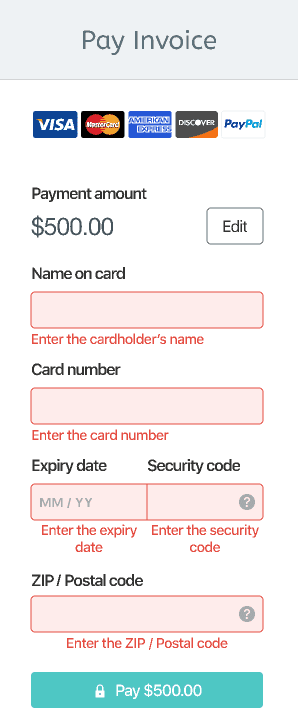 Pay Invoice
VISA MasterCard AMERICAN EXPRESS DISCOVER PayPal
Payment amount
$500.00 Edit
Name on card
Enter the cardholder's name
Card number
Enter the card number
Expiry date Security code
MM / YY ?
Enter the expiry date Enter the security code
ZIP / Postal code
?
Enter the ZIP / Postal code
Pay $500.00